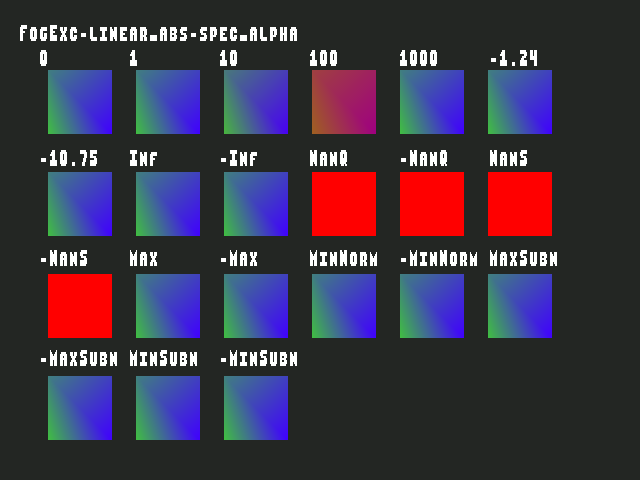 FogExc-linear_abs-spec_alpha
0 1 10 100 1000 -1.24
-10.75 Inf -Inf NanQ -NanQ NanS
-NanS Max -Max MinNorm -MinNorm MaxSubN
-MaxSubN MinSubN -MinSubN